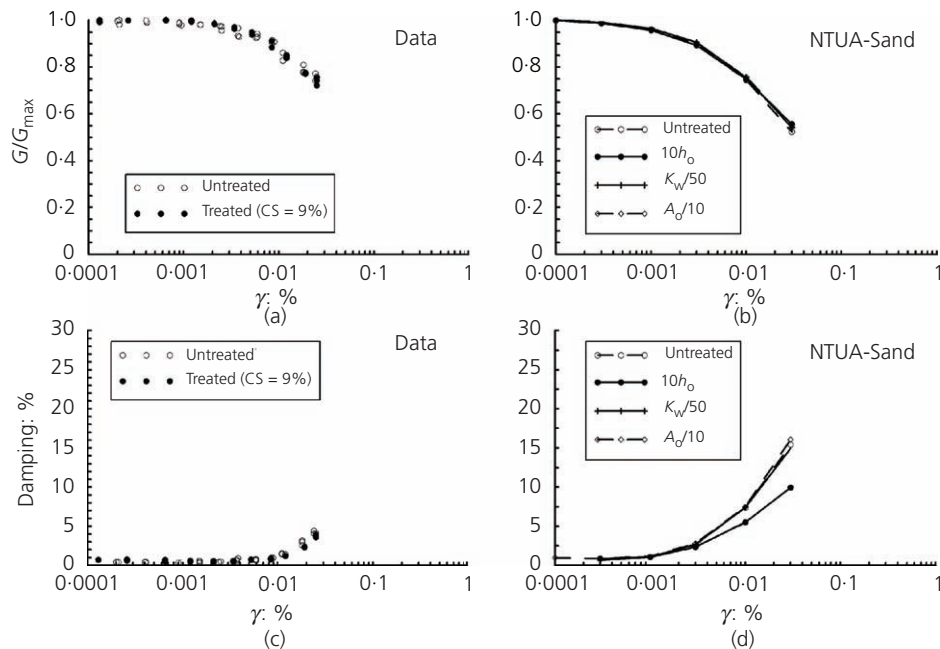 1·0
0·8
0·6
0·4
0·2
0
G/Gmax
Data
Untreated
Treated (CS = 9%)
0·0001
0·001
0·01
0·1
1
γ: %
(a)
1·0
0·8
0·6
0·4
0·2
0
NTUA-Sand
Untreated
10ho
Kw/50
Ao/10
0·0001
0·001
0·01
0·1
1
γ: %
(b)
30
25
20
15
10
5
0
Damping: %
Data
Untreated
Treated (CS = 9%)
0·0001
0·001
0·01
0·1
1
γ: %
(c)
30
25
20
15
10
5
0
NTUA-Sand
Untreated
10ho
Kw/50
Ao/10
0·0001
0·001
0·01
0·1
1
γ: %
(d)